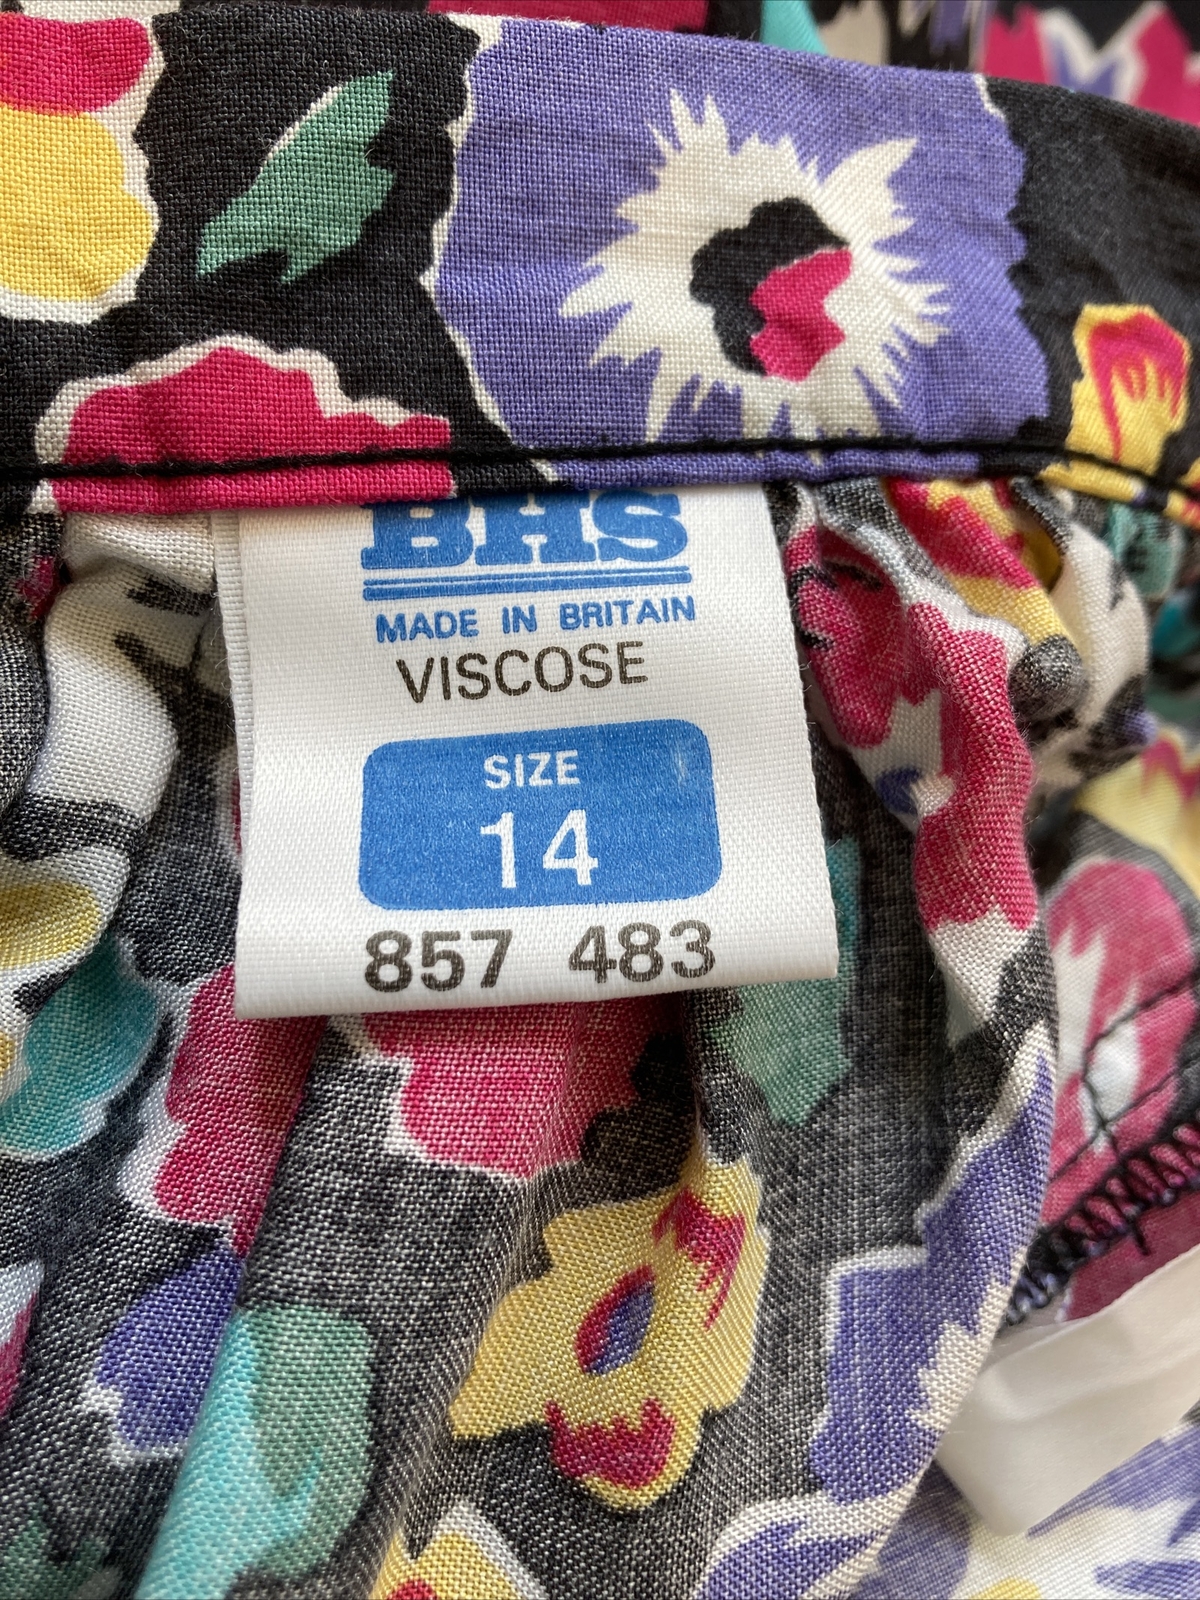 BHS
MADE IN BRITAIN
VISCOSE
SIZE
14
857 483